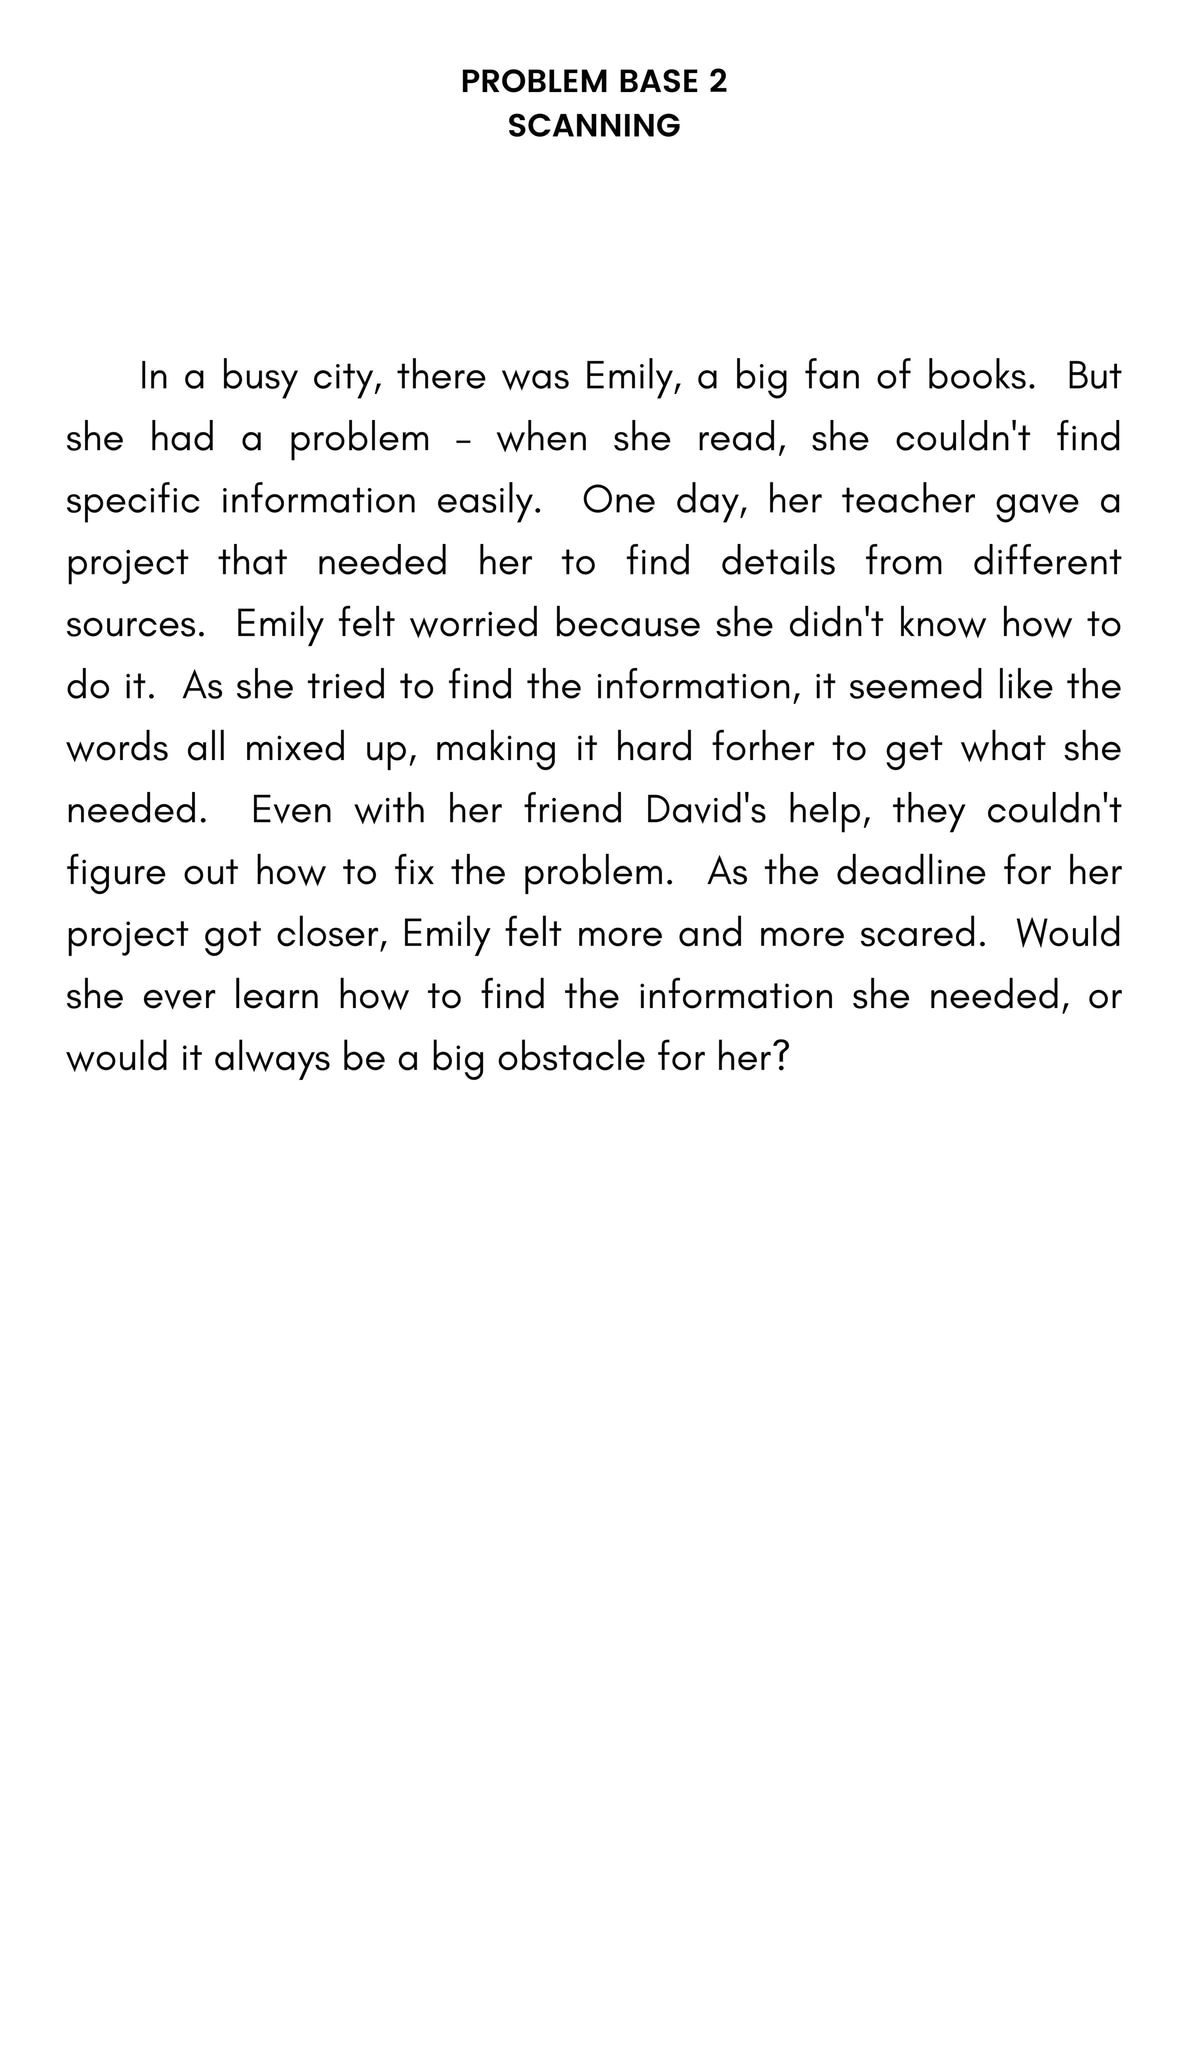 PROBLEM BASE 2
SCANNING
In a busy city, there was Emily, a big fan of books.  But
she had a problem – when she read, she couldn't find
specific information easily.  One day, her teacher gave a
project that needed her to find details from different
sources.  Emily felt worried because she didn't know how to
do it.  As she tried to find the information, it seemed like the
words all mixed up, making it hard forher to get what she
needed.  Even with her friend David's help, they couldn't
figure out how to fix the problem.  As the deadline for her
project got closer, Emily felt more and more scared.  Would
she ever learn how to find the information she needed, or
would it always be a big obstacle for her?